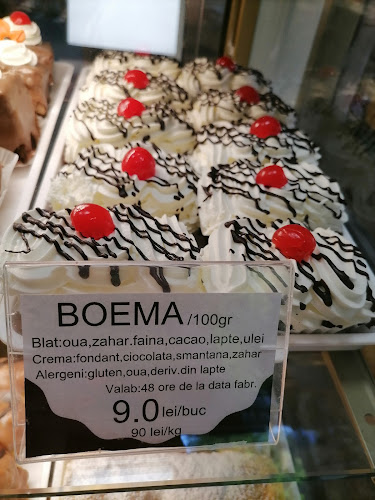 BOEMA /100gr
Blat:oua,zahar.faina,cacao,lapte,ulei
Crema:fondant,ciocolata,smantana,zahar
Alergeni:gluten,oua,deriv.din lapte
Valab:48 ore de la data fabr.
9.0 lei/buc
90 lei/kg